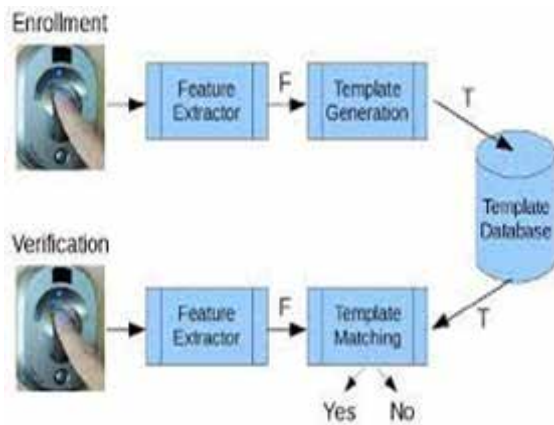 Enrollment
Feature
Extractor
F
Template
Generation
T
Template
Database
Verification
Feature
Extractor
F
Template
Matching
T
Yes No